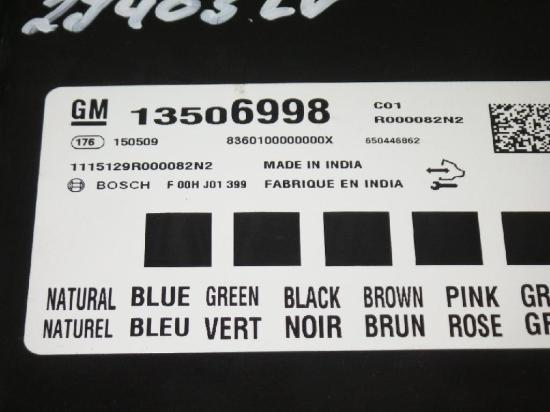 GM 13506998 C01
R000082N2
176 150509 8360100000000X 650446862
1115129R000082N2 MADE IN INDIA
BOSCH F 00H J01 399 FABRIQUE EN INDIA
NATURAL BLUE GREEN BLACK BROWN PINK GR
NATUREL BLEU VERT NOIR BRUN ROSE